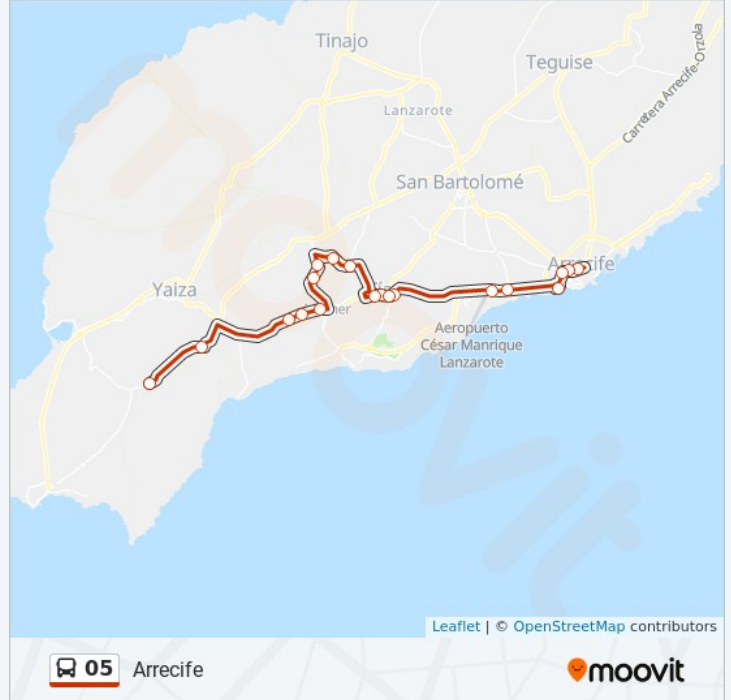 Tinajo
Teguise
Carretera Arrecife-Orzola
Lanzarote
San Bartolomé
Arrecife
Yaiza
Aeropuerto
César Manrique
Lanzarote
moovit
Leaflet | © OpenStreetMap contributors
05 Arrecife
moovit